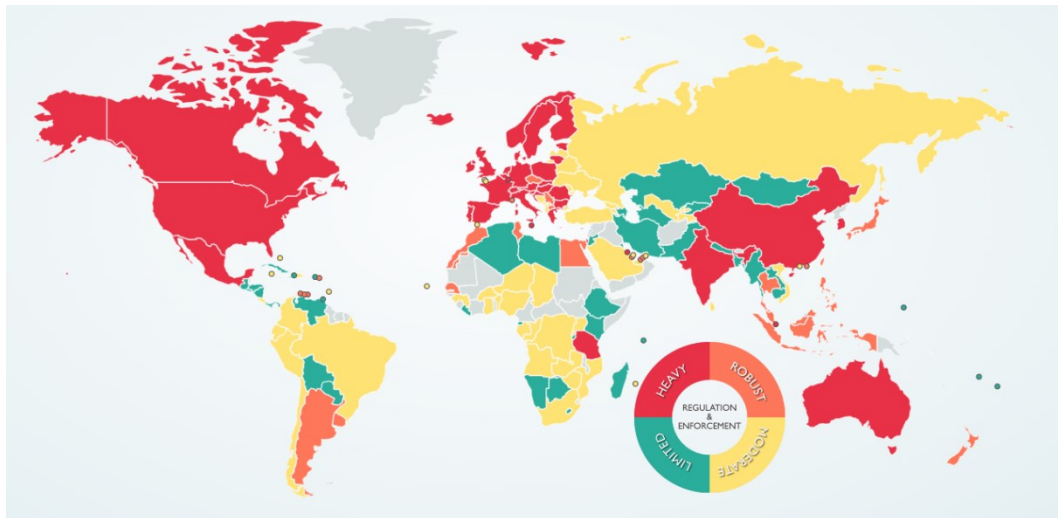 HEAVY
ROBUST
REGULATION
&
ENFORCEMENT
LIMITED
MODERATE